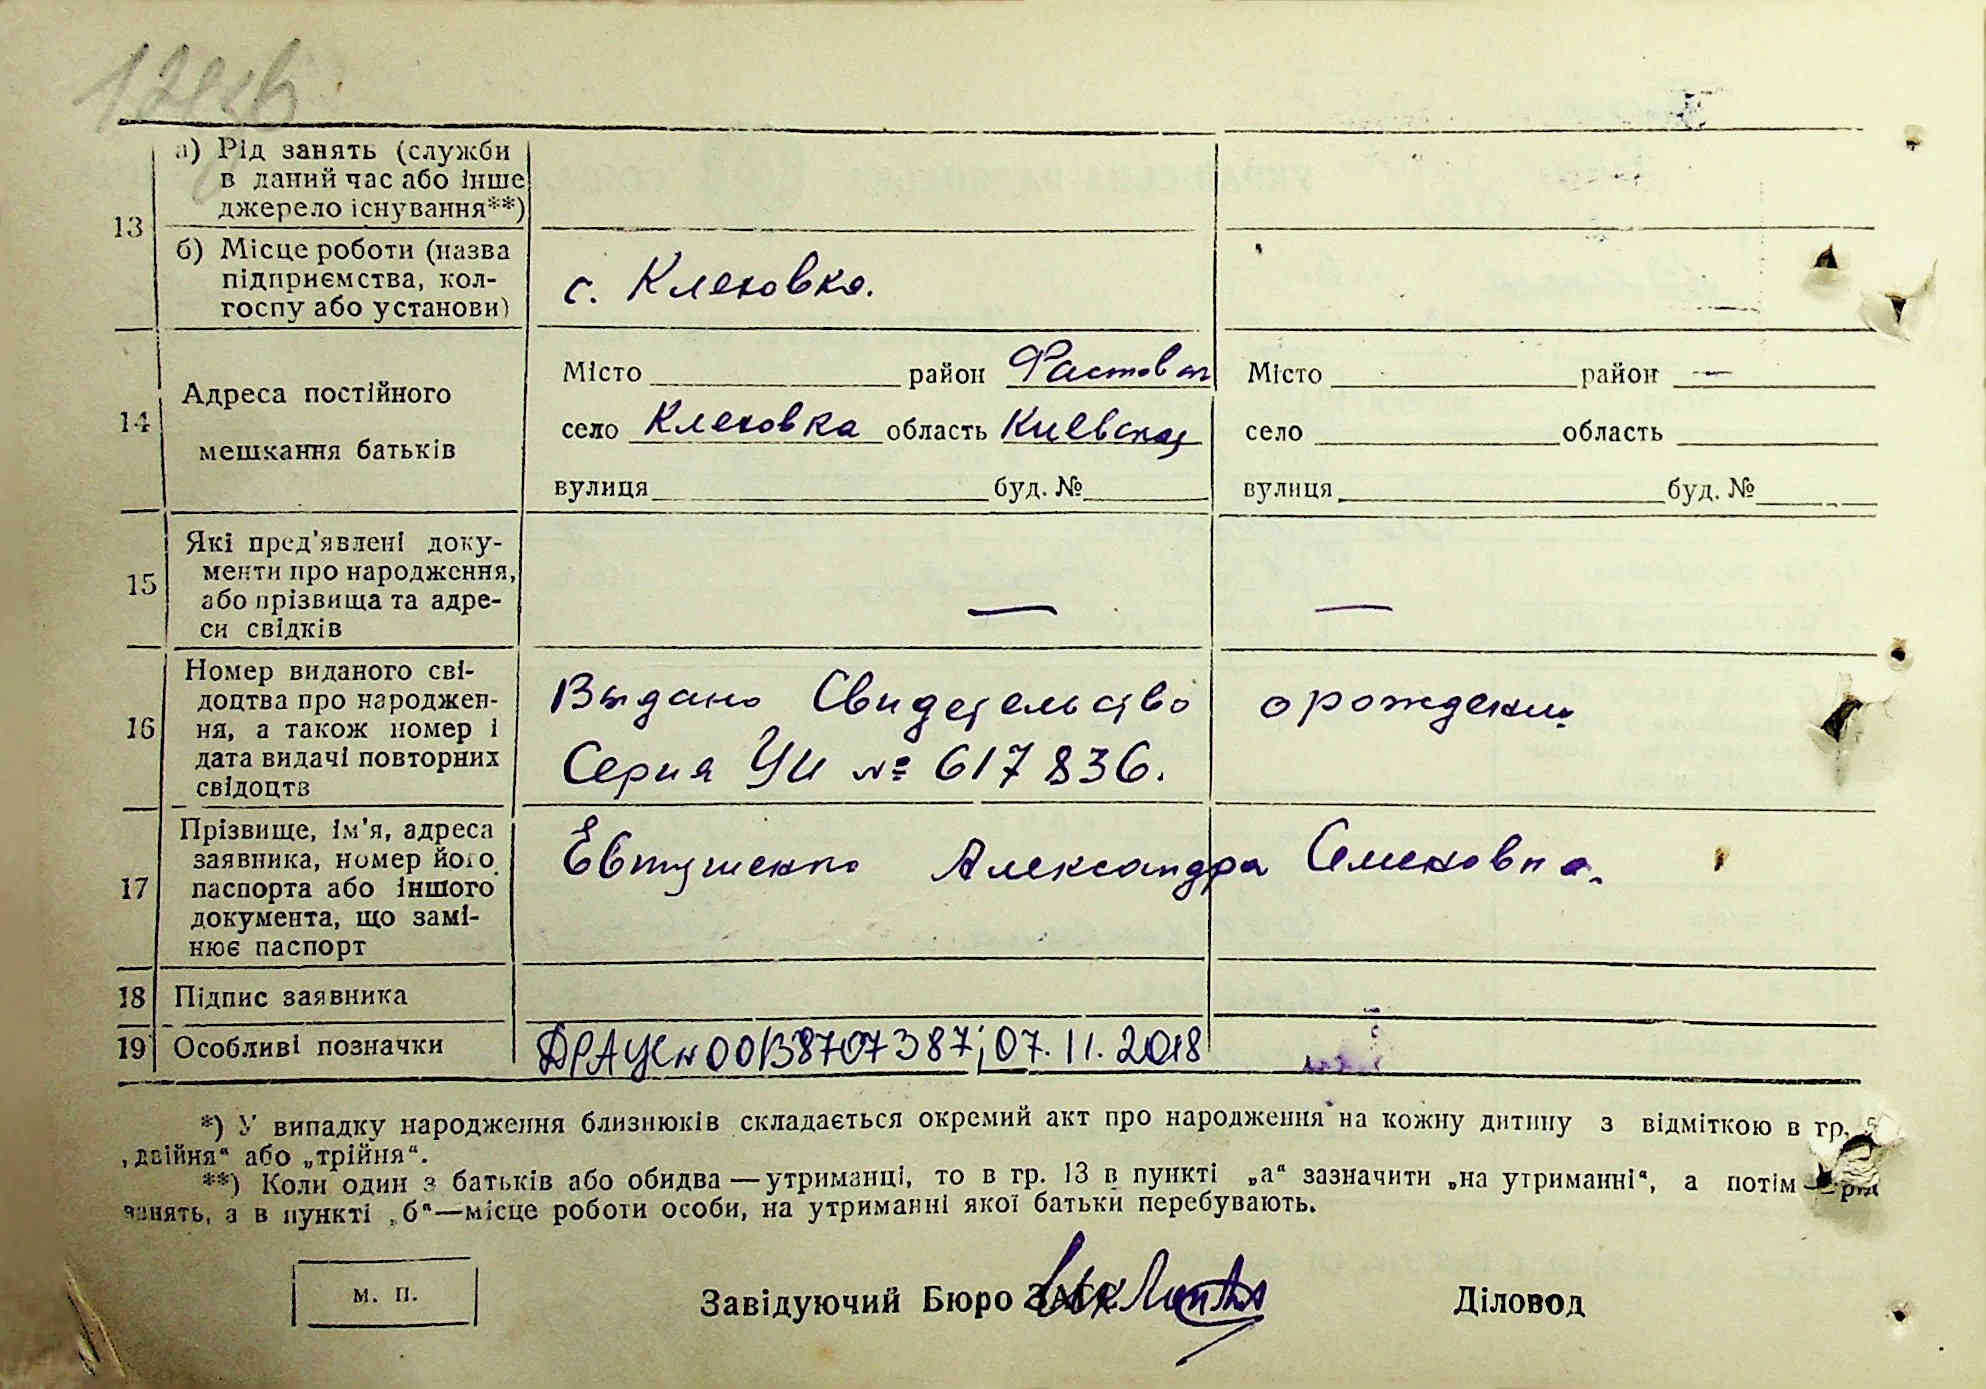 13
а) Рід занять (служби
в даний час або інше
джерело існування**)
б) Місце роботи (назва
підприємства, кол-
госпу або установи)
с. Клеховка.
14
Адреса постійного
мешкання батьків
Місто район Фастовск
село Клеховка область Киевская
вулиця буд. №
Місто район —
село область
вулиця буд. №
15
Які пред'явлені доку-
менти про народження,
або прізвища та адре-
си свідків
— —
16
Номер виданого сві-
доцтва про народжен-
ня, а також номер і
дата видачі повторних
свідоцтв
Выдано Свидетельство о рождении
Серия УИ № 617836.
17
Прізвище, ім'я, адреса
заявника, номер його
паспорта або іншого
документа, що замі-
нює паспорт
Евтушенко Александра Семеновна.
18 Підпис заявника
19 Особливі позначки
ДРАЦСн00138707387; 07.11.2018
*) У випадку народження близнюків складається окремий акт про народження на кожну дитину з відміткою в гр. 5
„двійня“ або „трійня“.
**) Коли один з батьків або обидва—утриманці, то в гр. 13 в пункті „а“ зазначити „на утриманні“, а потім рід
занять, а в пункті „б“—місце роботи особи, на утриманні якої батьки перебувають.
м. п.
Завідуючий Бюро ЗАГС
Діловод